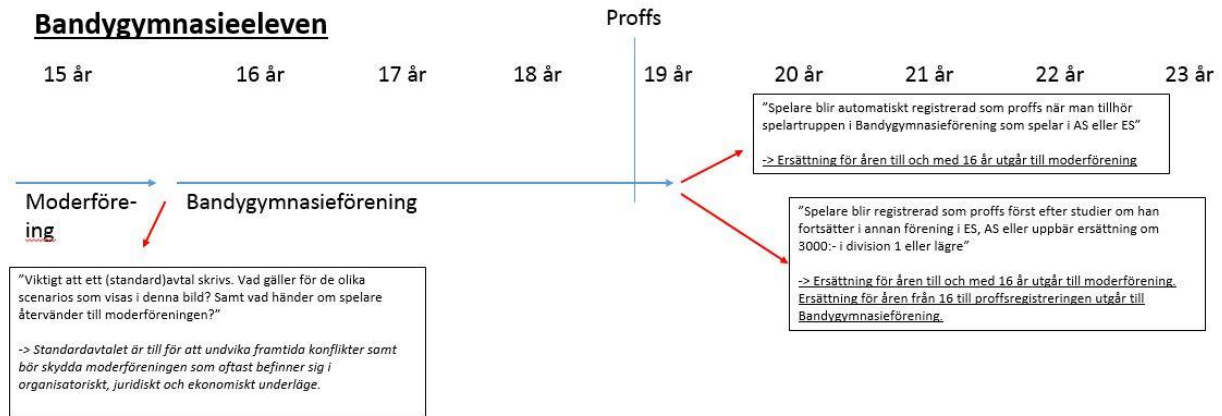 Bandygymnasieeleven
Proffs
15 år 16 år 17 år 18 år 19 år 20 år 21 år 22 år 23 år
"Spelare blir automatiskt registrerad som proffs när man tillhör
spelartruppen i Bandygymnasieförening som spelar i AS eller ES"
-> Ersättning för åren till och med 16 år utgår till moderförening
Moderföre-
ing
Bandygymnasieförening
"Spelare blir registrerad som proffs först efter studier om han
fortsätter i annan förening i ES, AS eller uppbär ersättning om
3000:- i division 1 eller lägre"
-> Ersättning för åren till och med 16 år utgår till moderförening.
Ersättning för åren från 16 till proffsregistreringen utgår till
Bandygymnasieförening.
"Viktigt att ett (standard)avtal skrivs. Vad gäller för de olika
scenarios som visas i denna bild? Samt vad händer om spelare
återvänder till moderföreningen?"
-> Standardavtalet är till för att undvika framtida konflikter samt
bör skydda moderföreningen som oftast befinner sig i
organisatoriskt, juridiskt och ekonomiskt underläge.